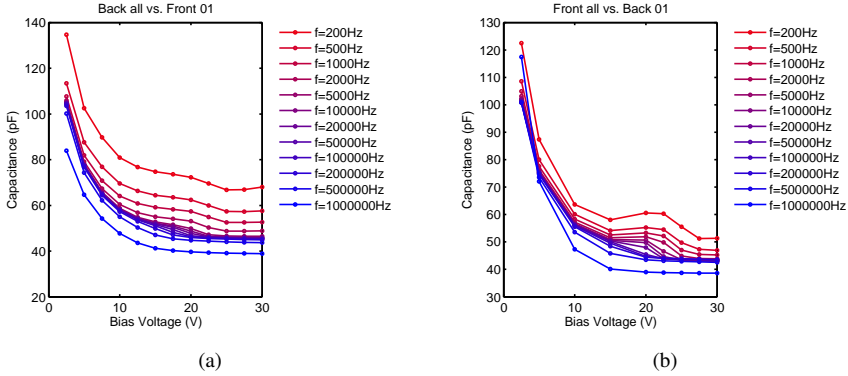 Back all vs. Front 01
140
120
100
80
60
40
20
0
10
20
30
Capacitance (pF)
Bias Voltage (V)
f=200Hz
f=500Hz
f=1000Hz
f=2000Hz
f=5000Hz
f=10000Hz
f=20000Hz
f=50000Hz
f=100000Hz
f=200000Hz
f=500000Hz
f=1000000Hz
(a)
Front all vs. Back 01
130
120
110
100
90
80
70
60
50
40
30
0
10
20
30
Capacitance (pF)
Bias Voltage (V)
f=200Hz
f=500Hz
f=1000Hz
f=2000Hz
f=5000Hz
f=10000Hz
f=20000Hz
f=50000Hz
f=100000Hz
f=200000Hz
f=500000Hz
f=1000000Hz
(b)